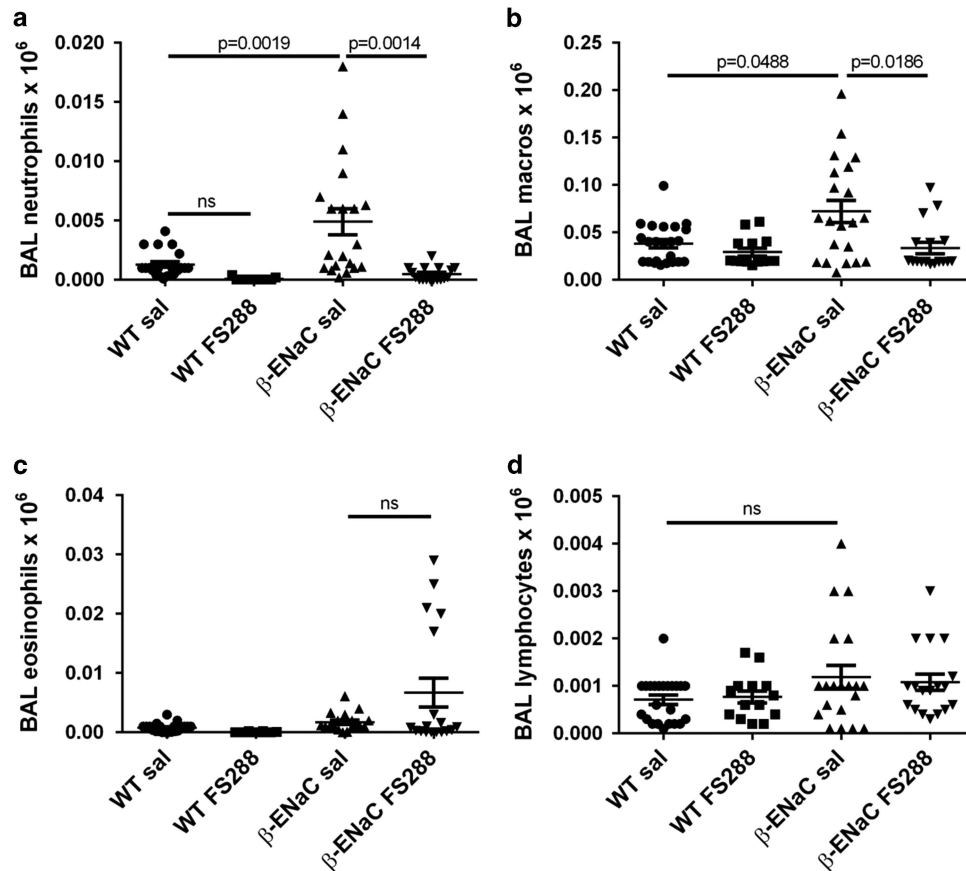 a
BAL neutrophils x 10⁶
0.020
0.015
0.010
0.005
0.000
p=0.0019
p=0.0014
ns
WT sal
WT FS288
β-ENaC sal
β-ENaC FS288
b
BAL macros x 10⁶
0.25
0.20
0.15
0.10
0.05
0.00
p=0.0488
p=0.0186
WT sal
WT FS288
β-ENaC sal
β-ENaC FS288
c
BAL eosinophils x 10⁶
0.04
0.03
0.02
0.01
0.00
ns
WT sal
WT FS288
β-ENaC sal
β-ENaC FS288
d
BAL lymphocytes x 10⁶
0.005
0.004
0.003
0.002
0.001
0.000
ns
WT sal
WT FS288
β-ENaC sal
β-ENaC FS288